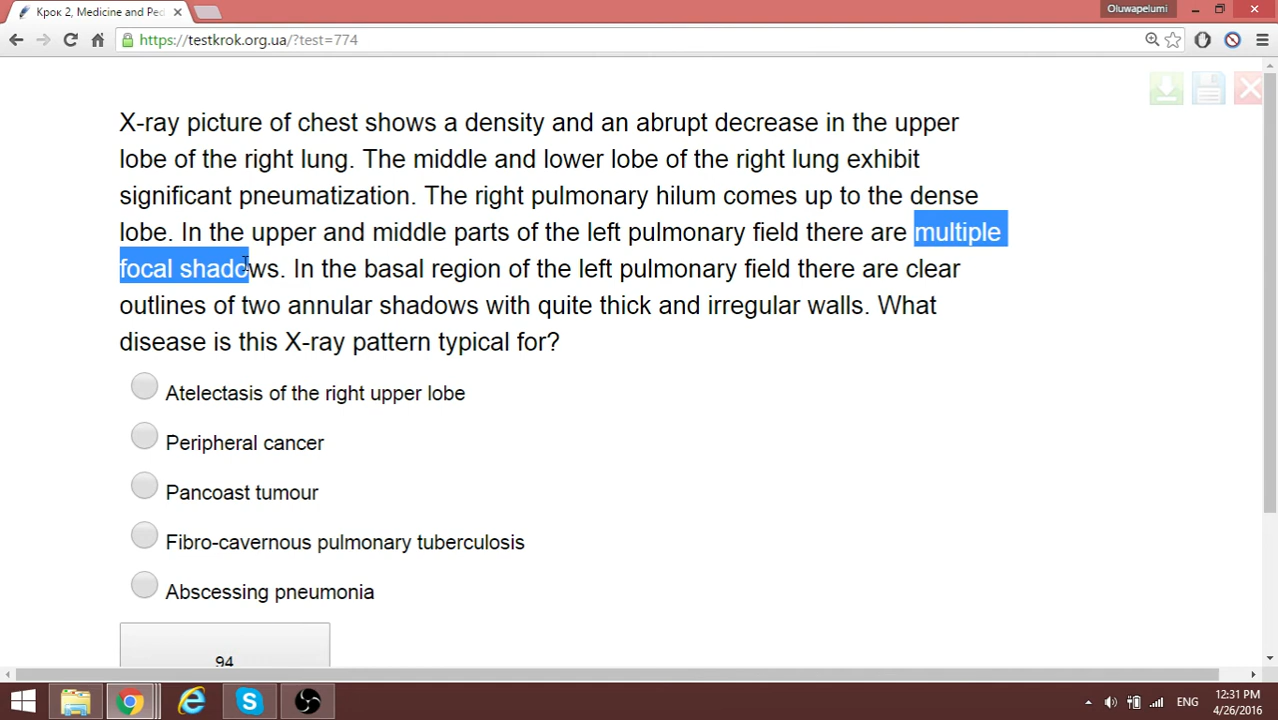 Крок 2, Medicine and Ped
Oluwapelumi
https://testkrok.org.ua/?test=774
X-ray picture of chest shows a density and an abrupt decrease in the upper
lobe of the right lung. The middle and lower lobe of the right lung exhibit
significant pneumatization. The right pulmonary hilum comes up to the dense
lobe. In the upper and middle parts of the left pulmonary field there are multiple
focal shadows. In the basal region of the left pulmonary field there are clear
outlines of two annular shadows with quite thick and irregular walls. What
disease is this X-ray pattern typical for?
Atelectasis of the right upper lobe
Peripheral cancer
Pancoast tumour
Fibro-cavernous pulmonary tuberculosis
Abscessing pneumonia
94
ENG
12:31 PM
4/26/2016